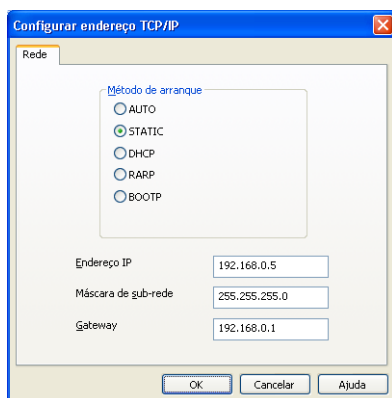 Configurar endereço TCP/IP
Rede
Método de arranque
AUTO
STATIC
DHCP
RARP
BOOTP
Endereço IP 192.168.0.5
Máscara de sub-rede 255.255.255.0
Gateway 192.168.0.1
OK Cancelar Ajuda